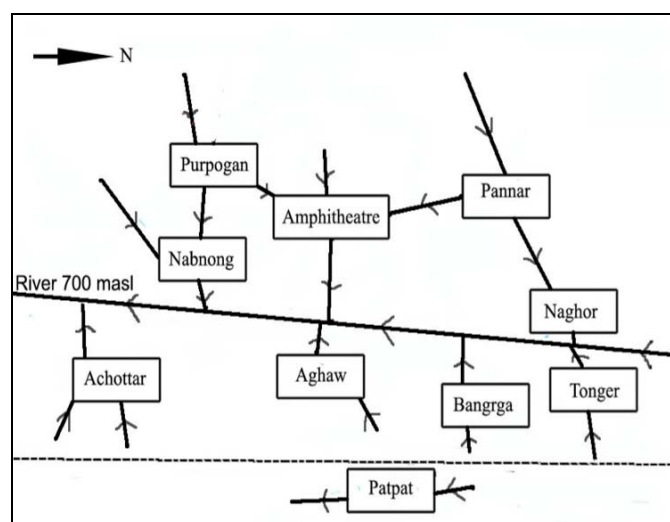 N
Purpogan
Pannar
Amphitheatre
Nabnong
River 700 masl
Naghor
Achottar
Aghaw
Bangrga
Tonger
Patpat